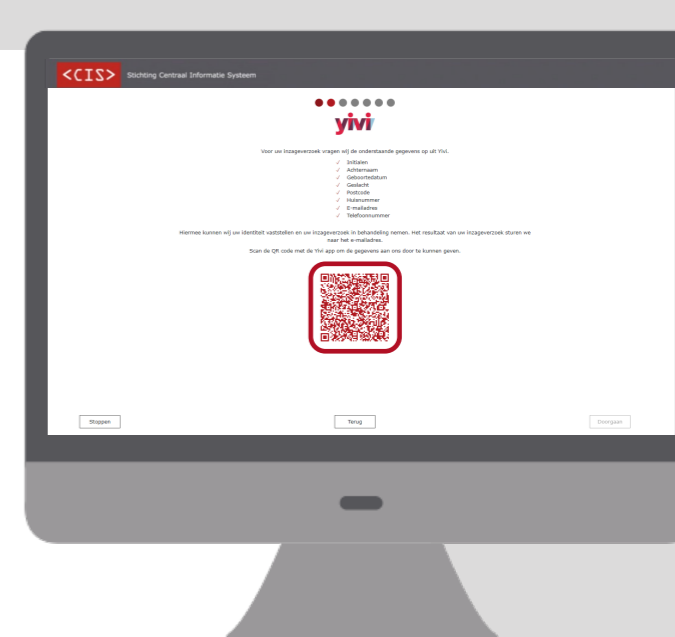 <CIS> Stichting Centraal Informatie Systeem
yivi
Voor uw inzageverzoek vragen wij de onderstaande gegevens op uit Yivi.
✓ Initialen
✓ Achternaam
✓ Geboortedatum
✓ Geslacht
✓ Postcode
✓ Huisnummer
✓ E-mailadres
✓ Telefoonnummer
Hiermee kunnen wij uw identiteit vaststellen en uw inzageverzoek in behandeling nemen. Het resultaat van uw inzageverzoek sturen we
naar het e-mailadres.
Scan de QR code met de Yivi app om de gegevens aan ons door te kunnen geven.
Stoppen
Terug
Doorgaan